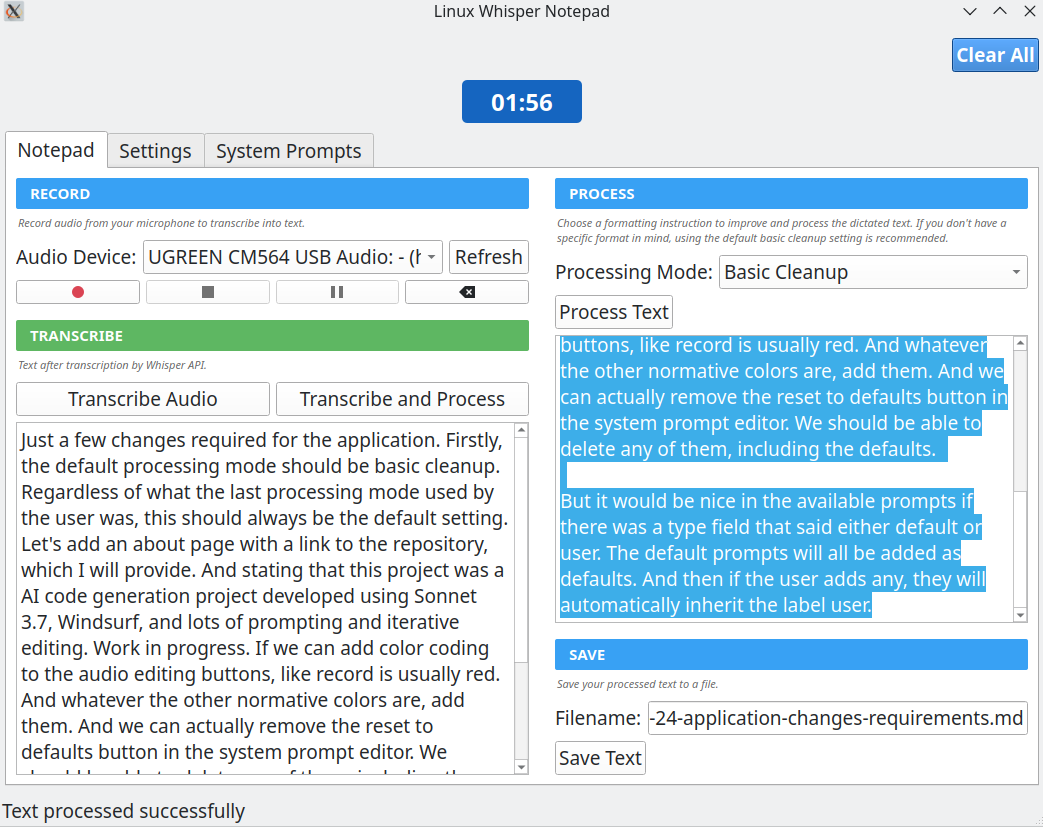 Linux Whisper Notepad
Clear All
01:56
Notepad
Settings
System Prompts
RECORD
Record audio from your microphone to transcribe into text.
Audio Device:
UGREEN CM564 USB Audio: - (h
Refresh
TRANSCRIBE
Text after transcription by Whisper API.
Transcribe Audio
Transcribe and Process
Just a few changes required for the application. Firstly,
the default processing mode should be basic cleanup.
Regardless of what the last processing mode used by
the user was, this should always be the default setting.
Let's add an about page with a link to the repository,
which I will provide. And stating that this project was a
AI code generation project developed using Sonnet
3.7, Windsurf, and lots of prompting and iterative
editing. Work in progress. If we can add color coding
to the audio editing buttons, like record is usually red.
And whatever the other normative colors are, add
them. And we can actually remove the reset to
defaults button in the system prompt editor. We
PROCESS
Choose a formatting instruction to improve and process the dictated text. If you don't have a
specific format in mind, using the default basic cleanup setting is recommended.
Processing Mode:
Basic Cleanup
Process Text
buttons, like record is usually red. And whatever
the other normative colors are, add them. And we
can actually remove the reset to defaults button in
the system prompt editor. We should be able to
delete any of them, including the defaults.
But it would be nice in the available prompts if
there was a type field that said either default or
user. The default prompts will all be added as
defaults. And then if the user adds any, they will
automatically inherit the label user.
SAVE
Save your processed text to a file.
Filename:
-24-application-changes-requirements.md
Save Text
Text processed successfully